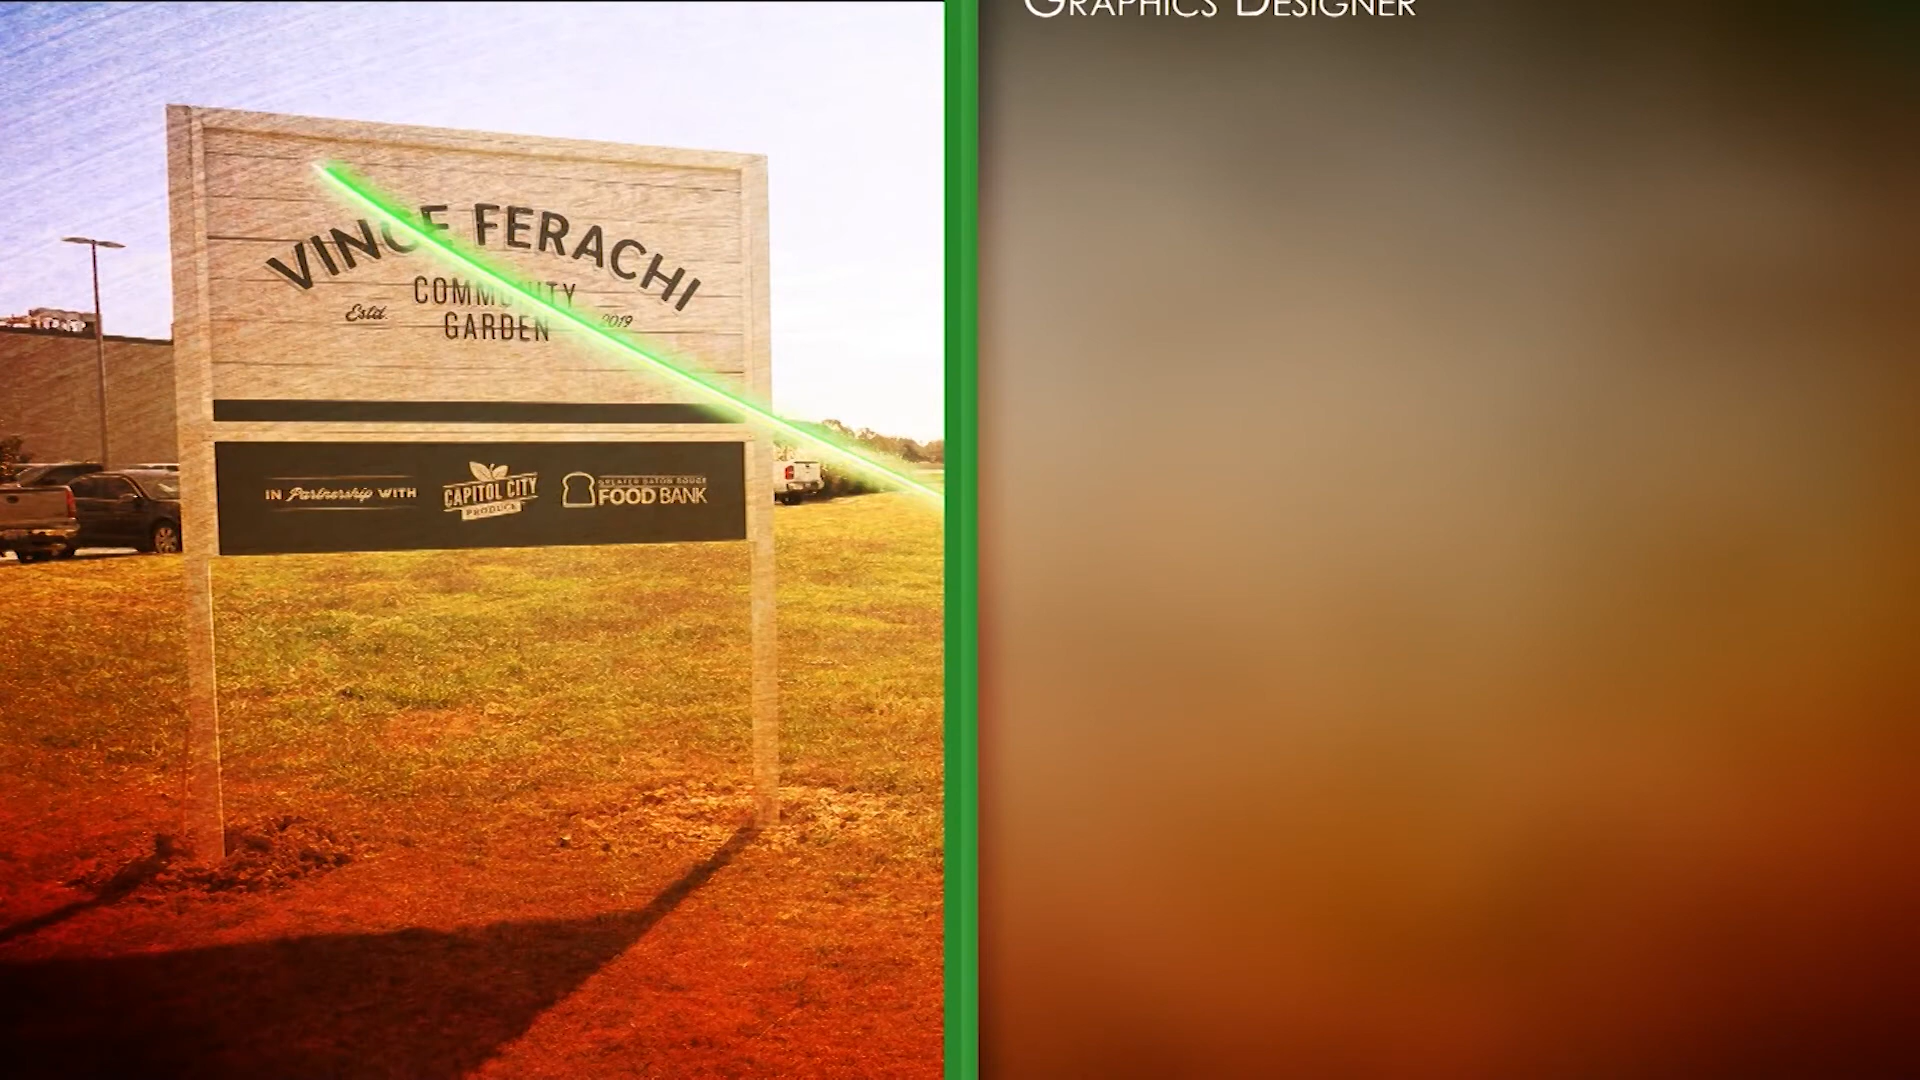 Graphics Designer
VINCE FERACHI
COMMUNITY
Estd. 2019
GARDEN
IN Partnership WITH
CAPITOL CITY
PRODUCE
GREATER BATON ROUGE
FOOD BANK